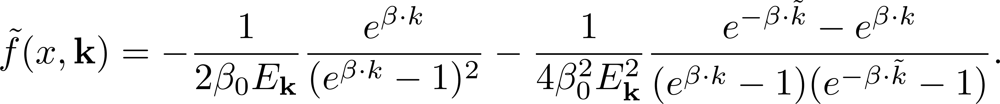 \tilde{f}(x, \mathbf{k}) = -\frac{1}{2\beta_0 E_{\mathbf{k}}} \frac{e^{\beta \cdot k}}{(e^{\beta \cdot k} - 1)^2} - \frac{1}{4\beta_0^2 E_{\mathbf{k}}^2} \frac{e^{-\beta \cdot \tilde{k}} - e^{\beta \cdot k}}{(e^{\beta \cdot k} - 1)(e^{-\beta \cdot \tilde{k}} - 1)}.